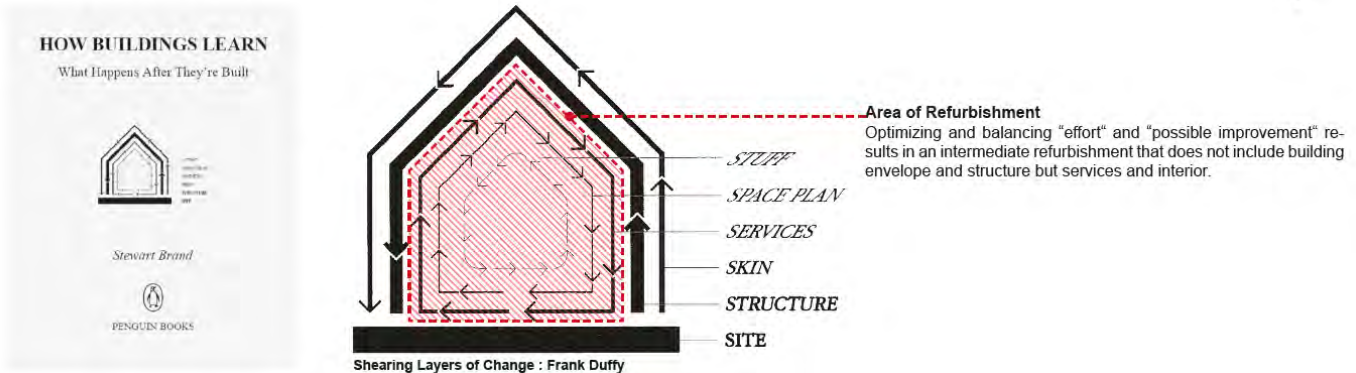 HOW BUILDINGS LEARN
What Happens After They're Built
Stewart Brand
PENGUIN BOOKS
STUFF
SPACE PLAN
SERVICES
SKIN
STRUCTURE
SITE
Shearing Layers of Change : Frank Duffy
Area of Refurbishment
Optimizing and balancing “effort“ and “possible improvement“ re-
sults in an intermediate refurbishment that does not include building
envelope and structure but services and interior.